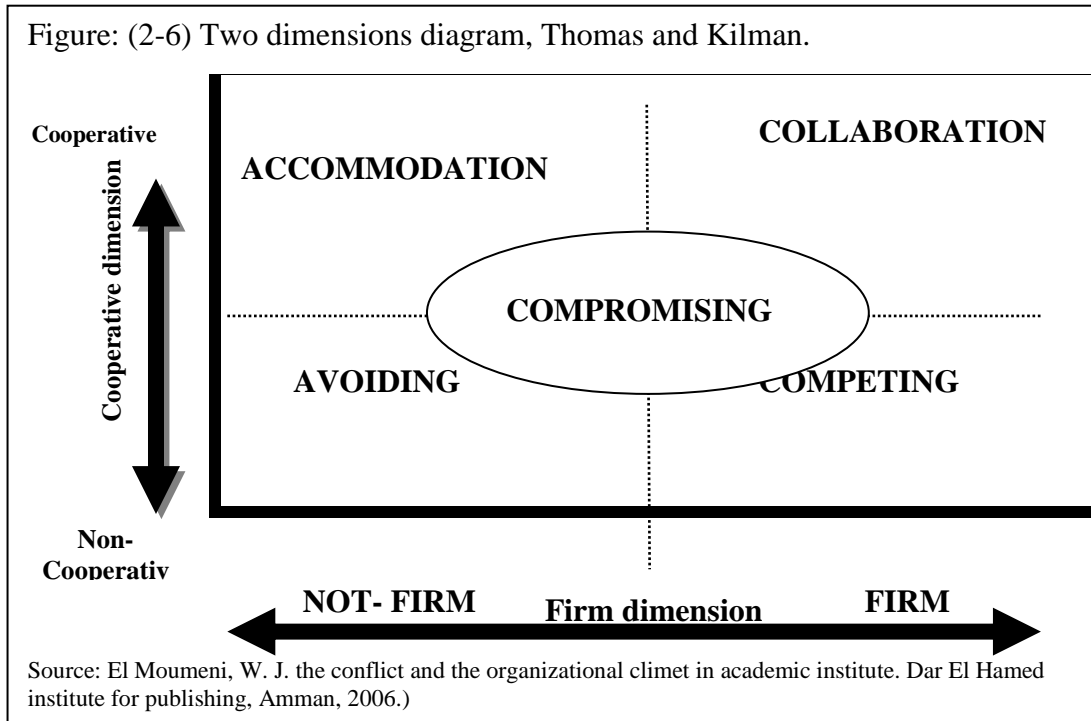 Figure: (2-6) Two dimensions diagram, Thomas and Kilman.
Cooperative
COLLABORATION
ACCOMMODATION
Cooperative dimension
COMPROMISING
AVOIDING
COMPETING
Non-
Cooperativ
NOT- FIRM
Firm dimension
FIRM
Source: El Moumeni, W. J. the conflict and the organizational climet in academic institute. Dar El Hamed
institute for publishing, Amman, 2006.)